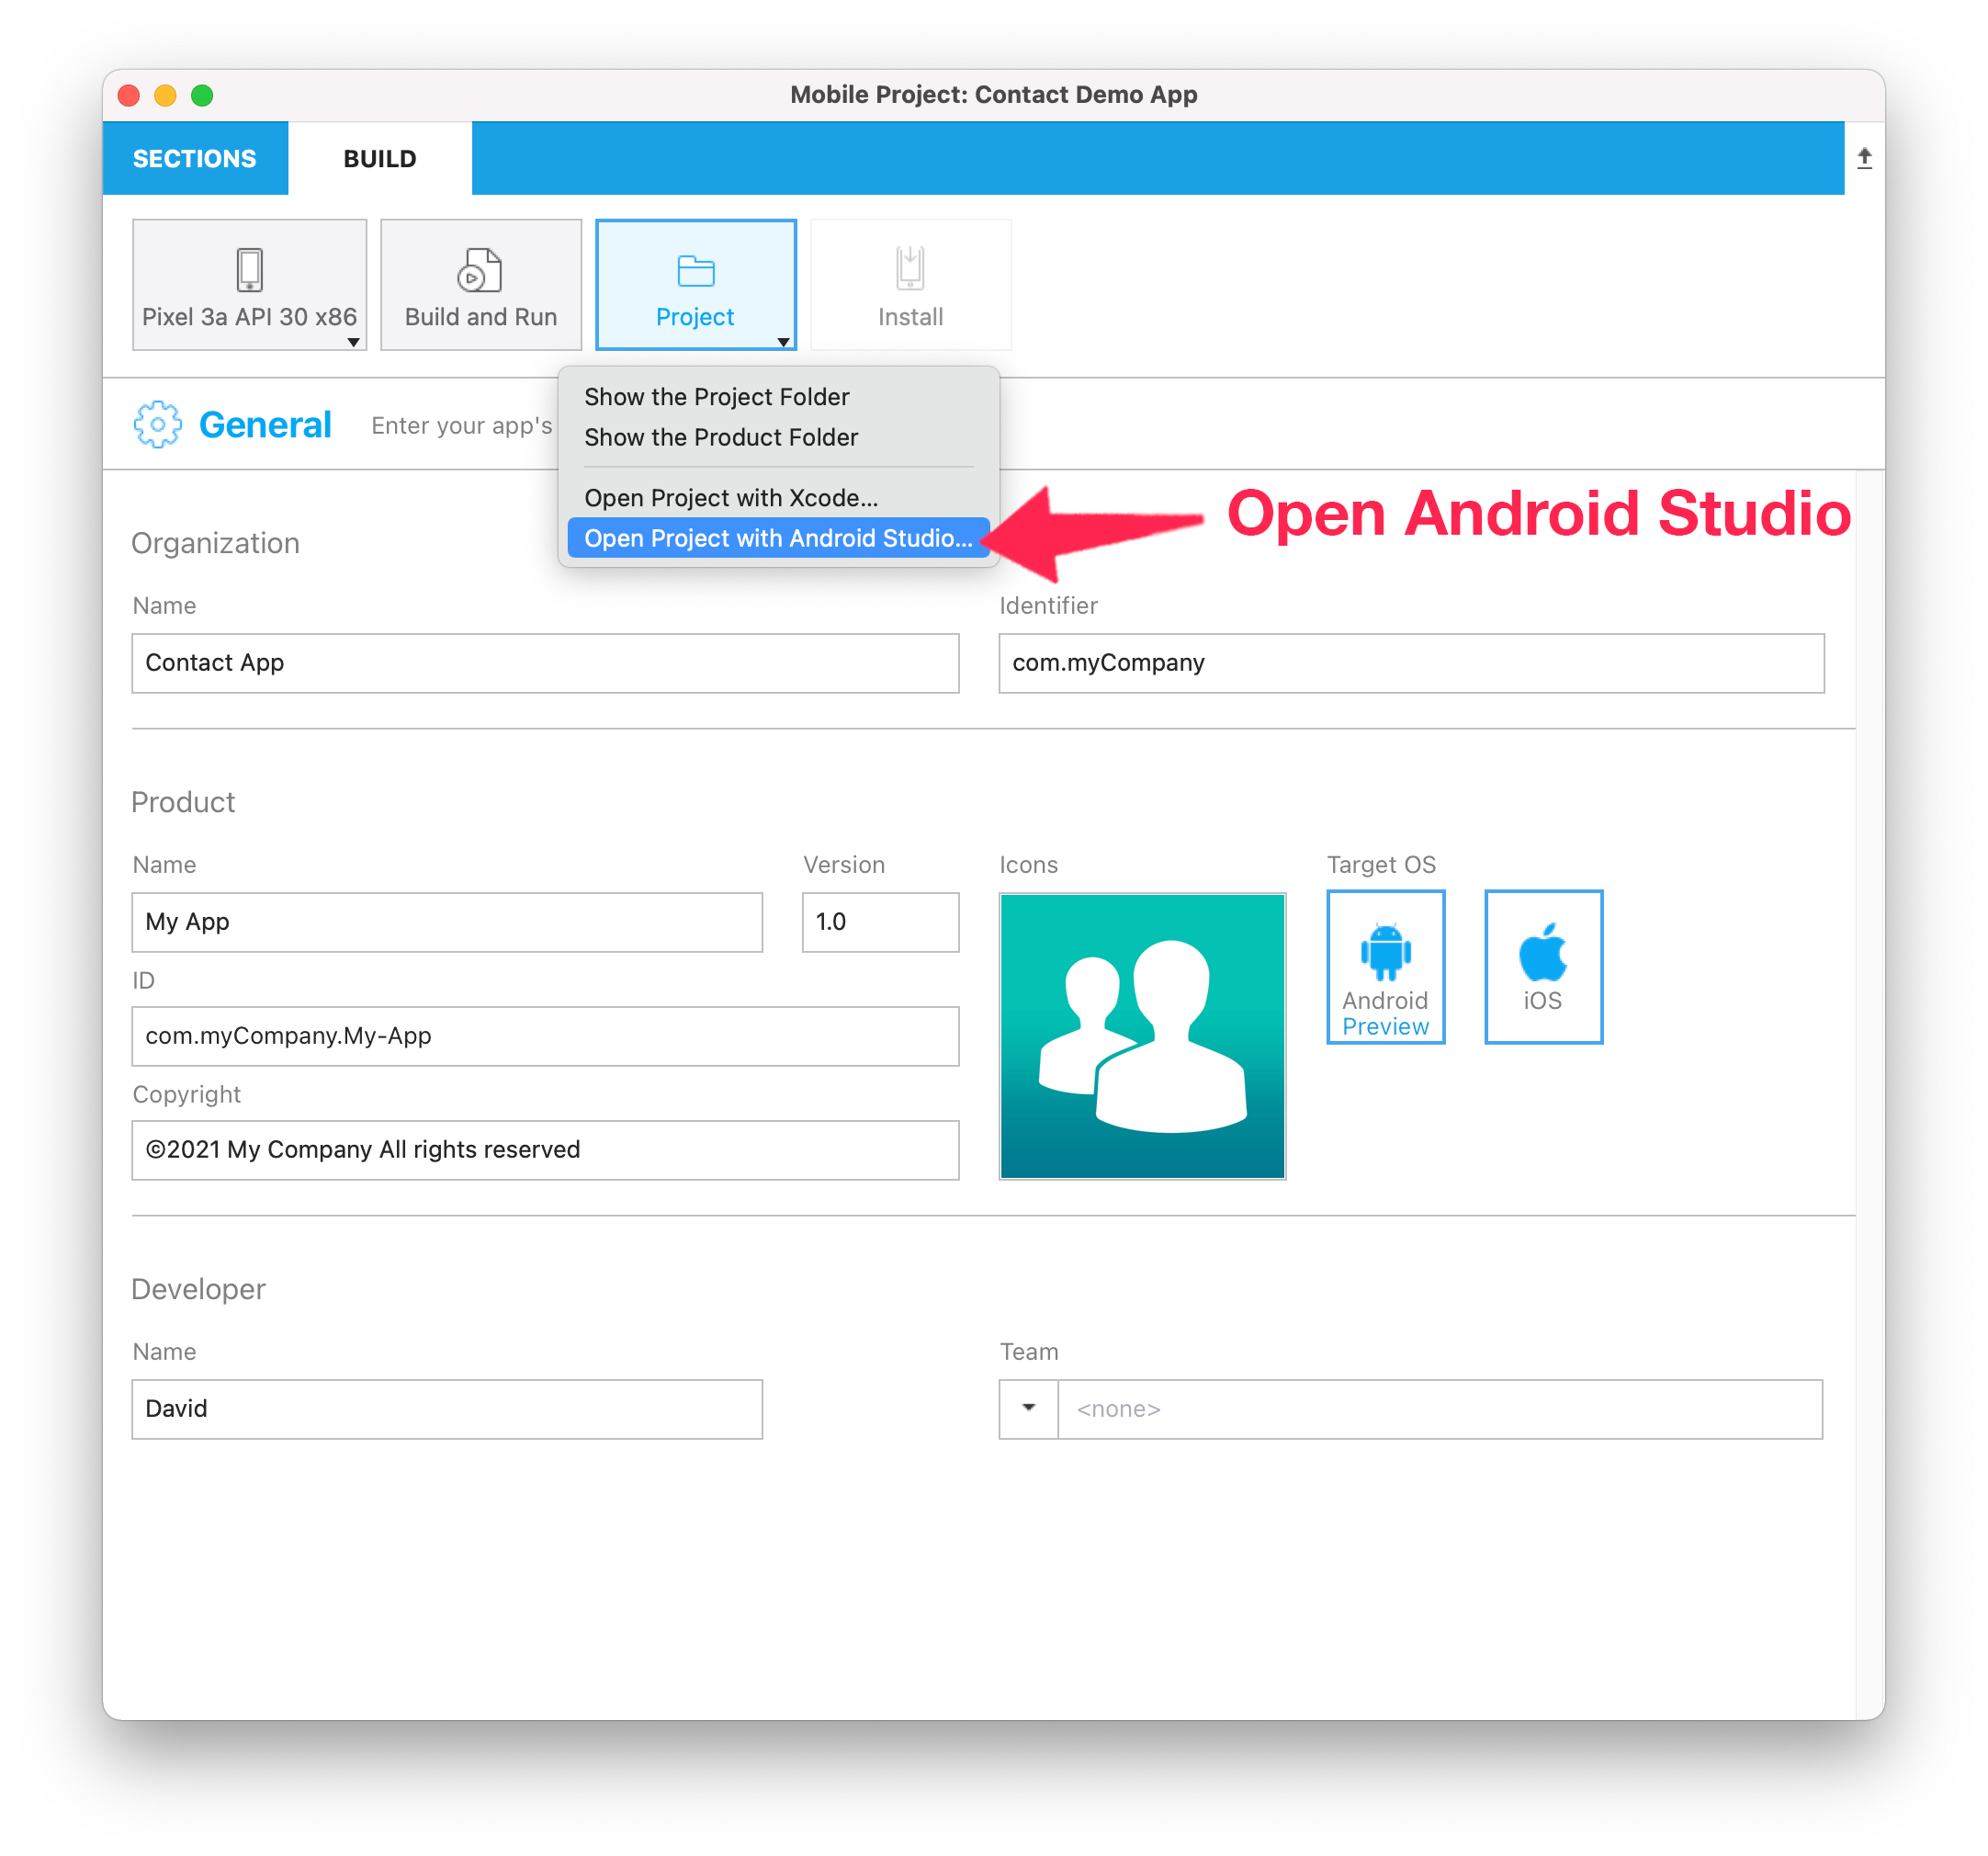 Mobile Project: Contact Demo App
SECTIONS
BUILD
Pixel 3a API 30 x86
Build and Run
Project
Install
Show the Project Folder
Show the Product Folder
Open Project with Xcode...
Open Project with Android Studio...
Open Android Studio
General
Enter your app's
Organization
Name
Identifier
Contact App
com.myCompany
Product
Name
Version
Icons
Target OS
My App
1.0
Android
Preview
iOS
ID
com.myCompany.My-App
Copyright
©2021 My Company All rights reserved
Developer
Name
Team
David
<none>